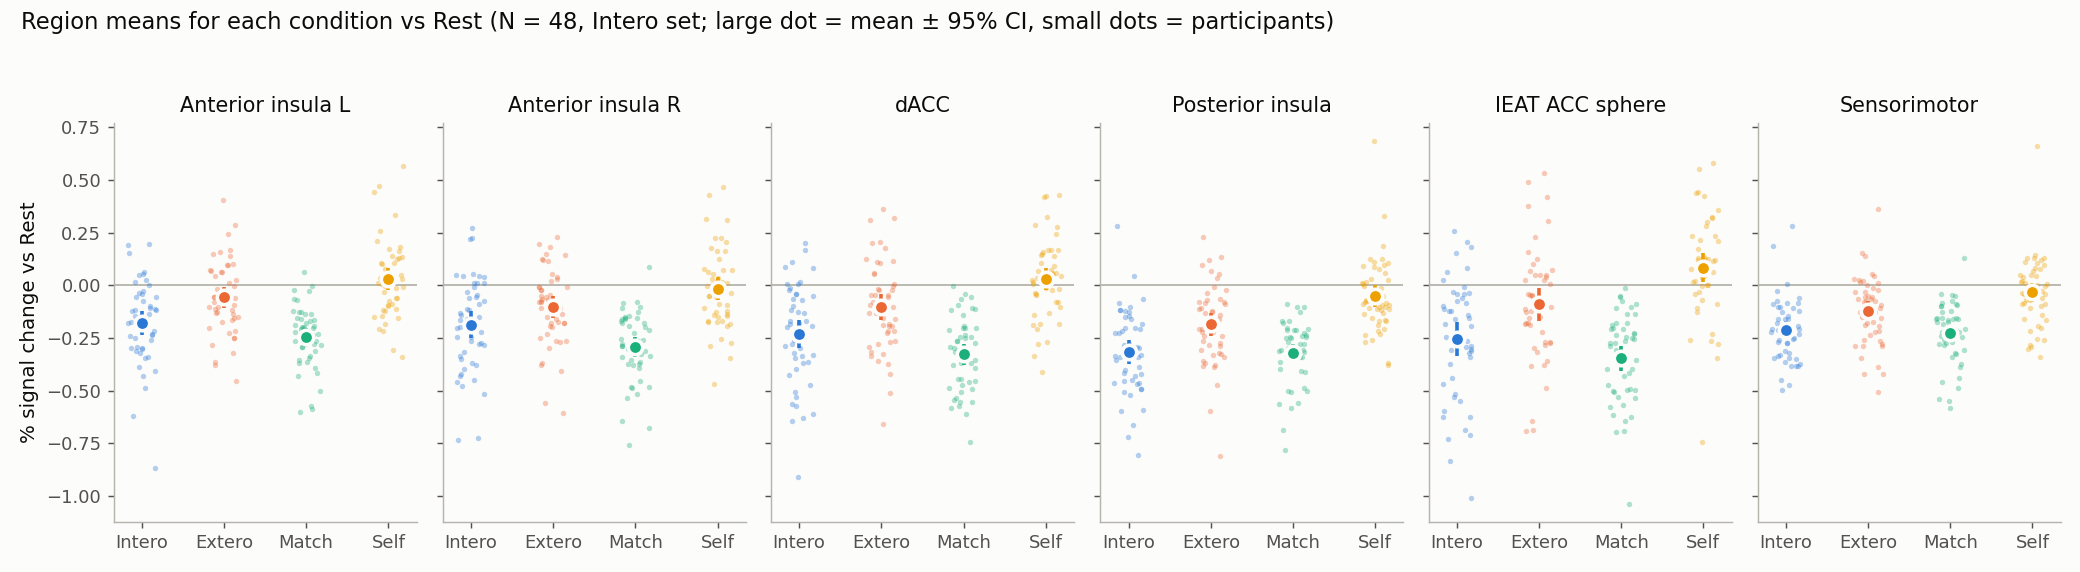 Region means for each condition vs Rest (N = 48, Intero set; large dot = mean ± 95% CI, small dots = participants)
Anterior insula L Anterior insula R dACC Posterior insula IEAT ACC sphere Sensorimotor
% signal change vs Rest
0.75
0.50
0.25
0.00
−0.25
−0.50
−0.75
−1.00
Intero Extero Match Self Intero Extero Match Self Intero Extero Match Self Intero Extero Match Self Intero Extero Match Self Intero Extero Match Self